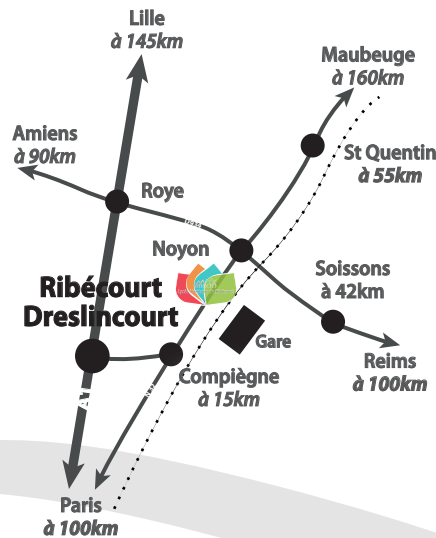 Lille
à 145km
Maubeuge
à 160km
Amiens
à 90km
St Quentin
à 55km
Roye
Noyon
Soissons
à 42km
Ribécourt
Dreslincourt
Gare
Reims
à 100km
Compiègne
à 15km
A1
Paris
à 100km